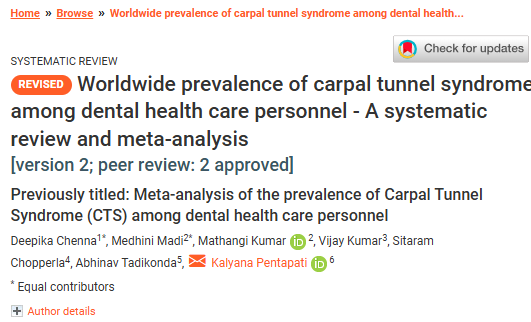 Home » Browse » Worldwide prevalence of carpal tunnel syndrome among dental health care...
Check for updates
SYSTEMATIC REVIEW
REVISED Worldwide prevalence of carpal tunnel syndrome
among dental health care personnel - A systematic
review and meta-analysis
[version 2; peer review: 2 approved]
Previously titled: Meta-analysis of the prevalence of Carpal Tunnel
Syndrome (CTS) among dental health care personnel
Deepika Chenna1*, Medhini Madi2*, Mathangi Kumar iD 2, Vijay Kumar3, Sitaram
Chopperla4, Abhinav Tadikonda5, Kalyana Pentapati iD 6
* Equal contributors
Author details